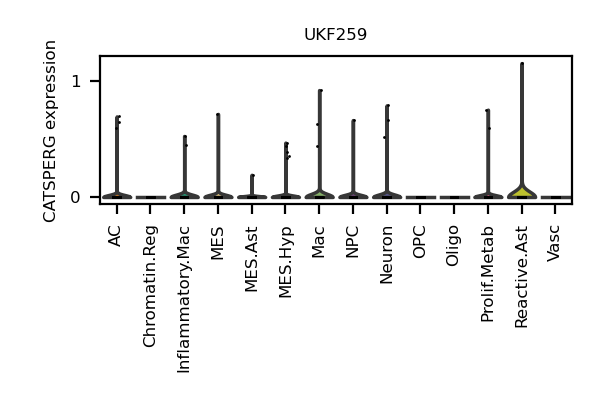 UKF259
CATSPERG expression
1
0
AC
Chromatin.Reg
Inflammatory.Mac
MES
MES.Ast
MES.Hyp
Mac
NPC
Neuron
OPC
Oligo
Prolif.Metab
Reactive.Ast
Vasc